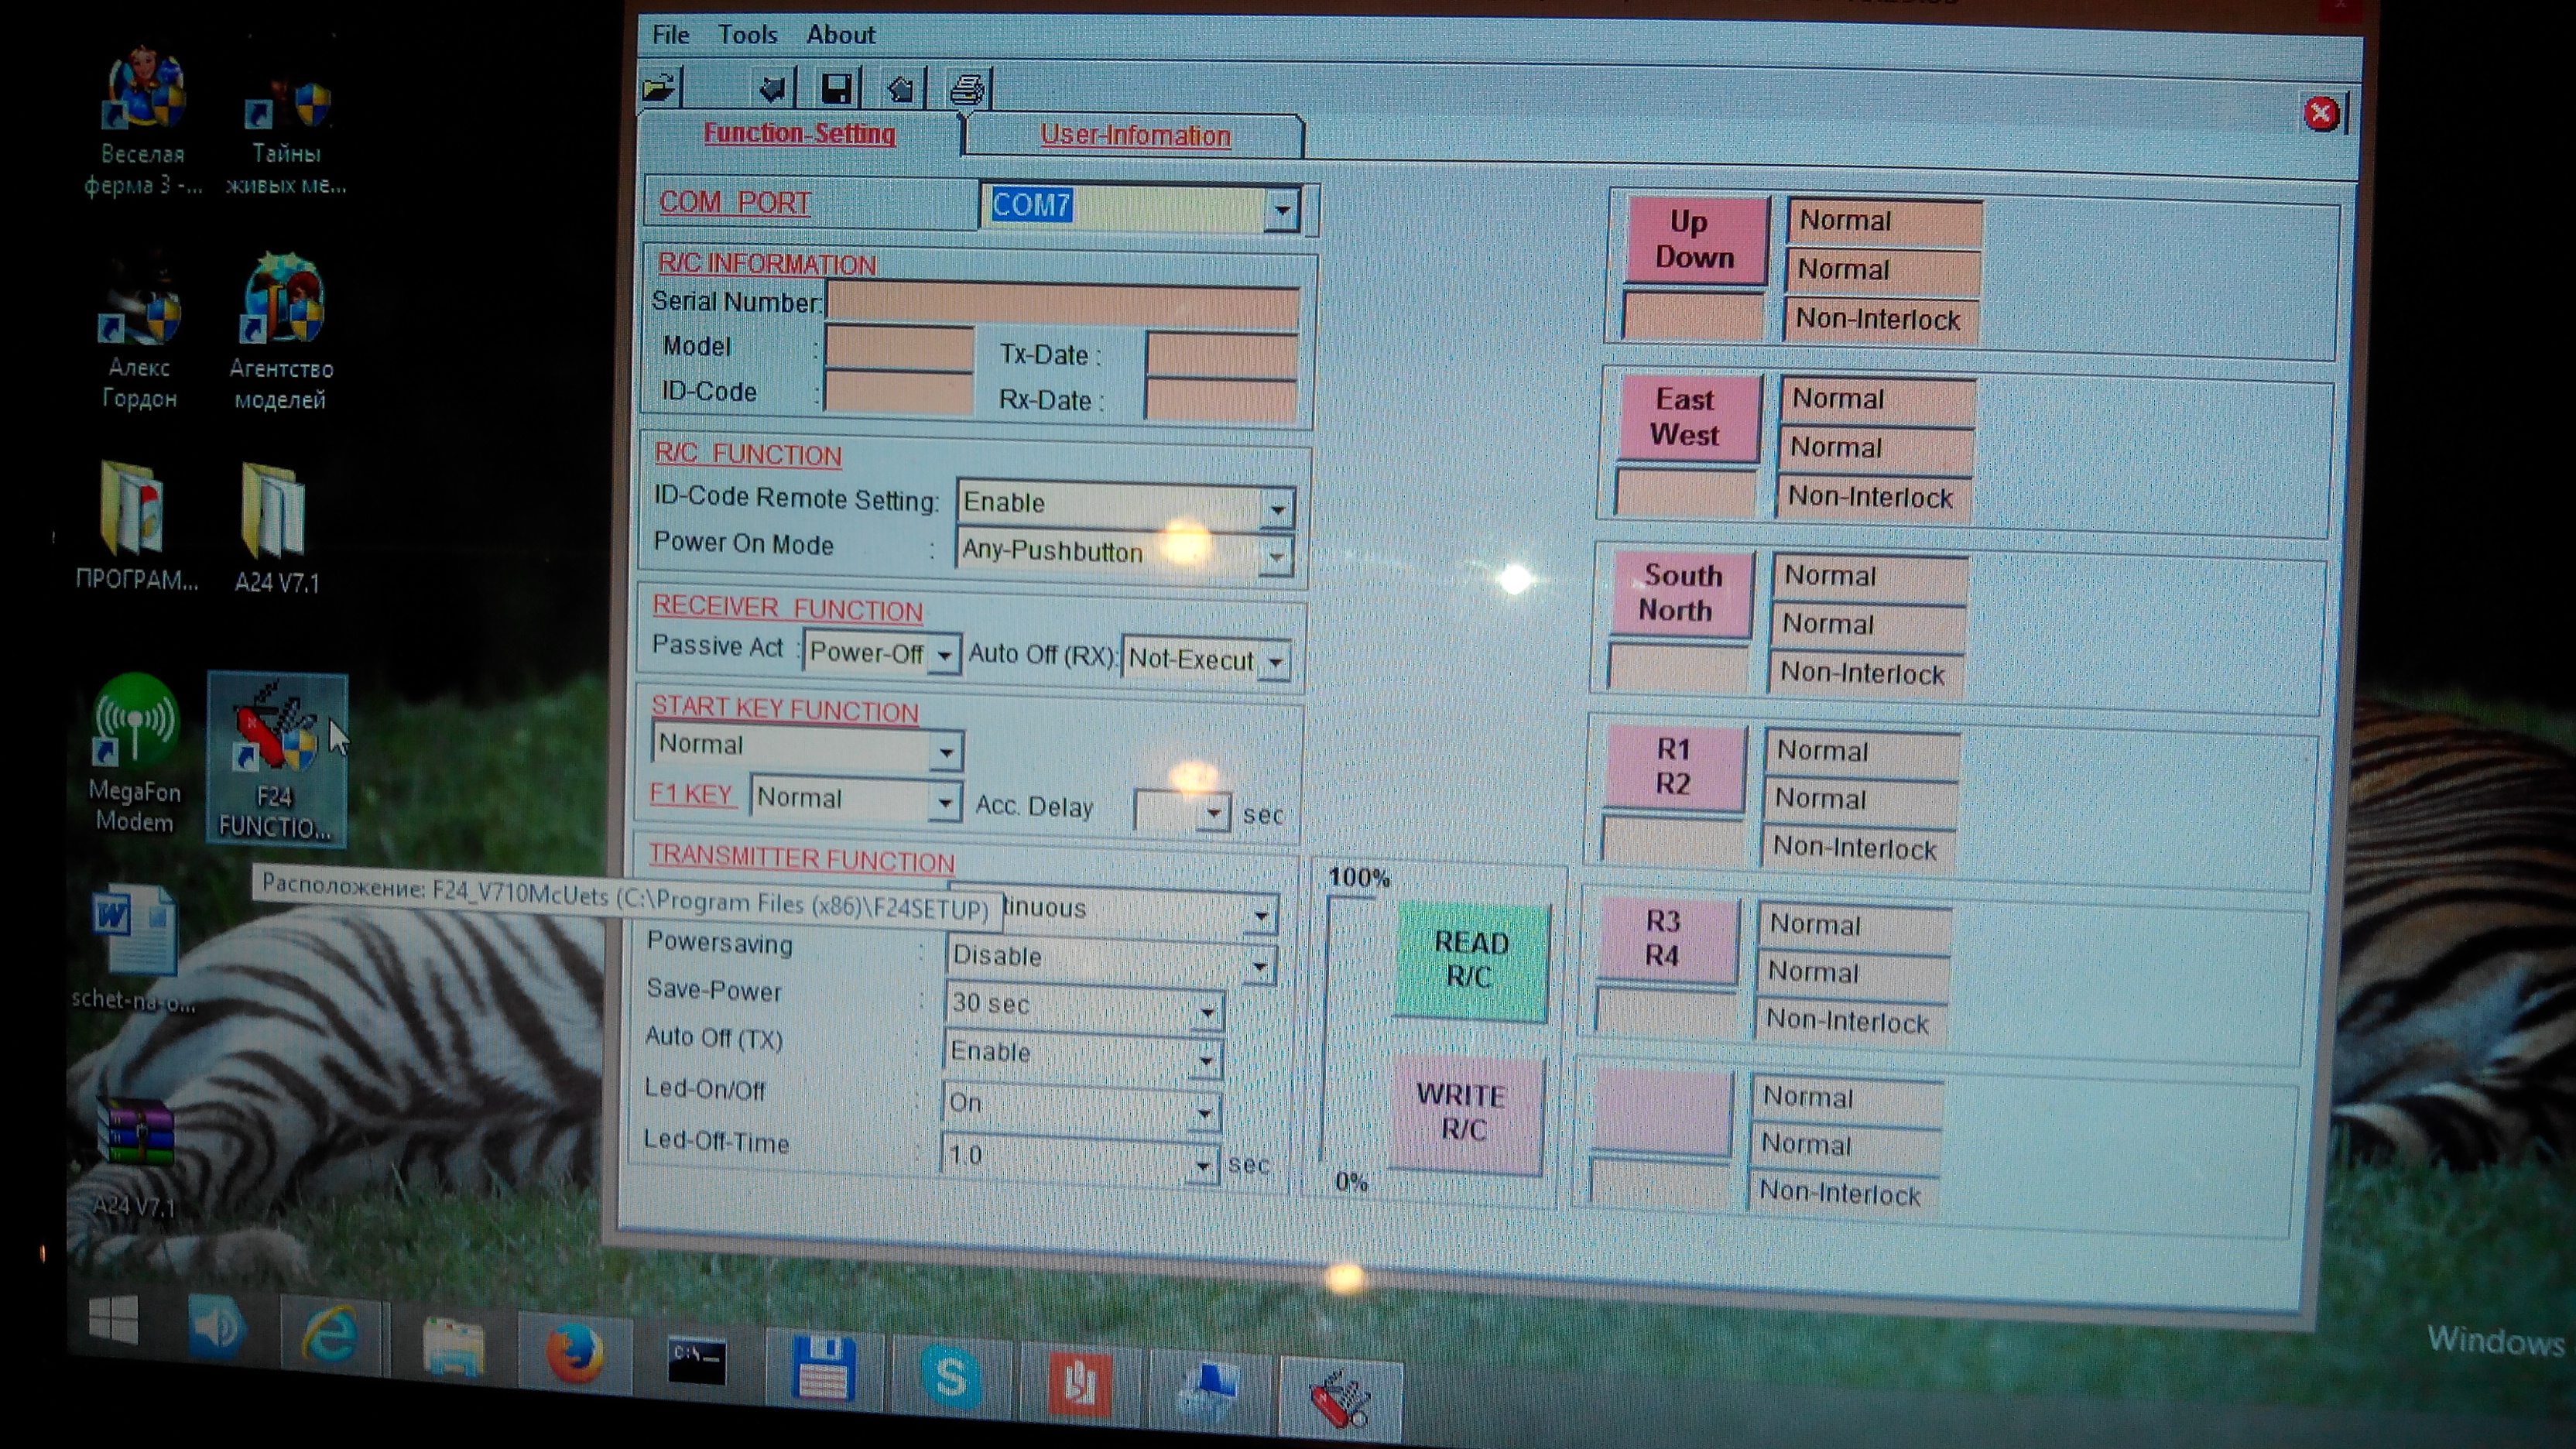 File Tools About
Function-Setting User-Infomation
COM PORT COM7
R/C INFORMATION
Serial Number:
Model : Tx-Date :
ID-Code : Rx-Date :
R/C FUNCTION
ID-Code Remote Setting: Enable
Power On Mode : Any-Pushbutton
RECEIVER FUNCTION
Passive Act : Power-Off Auto Off (RX): Not-Execut
START KEY FUNCTION
Normal
F1 KEY Normal Acc. Delay sec
TRANSMITTER FUNCTION
tinuous
Powersaving : Disable
Save-Power : 30 sec
Auto Off (TX) : Enable
Led-On/Off : On
Led-Off-Time : 1.0 sec
100%
READ
R/C
WRITE
R/C
0%
Up
Down
Normal
Normal
Non-Interlock
East
West
Normal
Normal
Non-Interlock
South
North
Normal
Normal
Non-Interlock
R1
R2
Normal
Normal
Non-Interlock
R3
R4
Normal
Normal
Non-Interlock
Normal
Normal
Non-Interlock
Веселая
ферма 3 -...
Тайны
живых ме...
Алекс
Гордон
Агентство
моделей
ПРОГРАМ...
A24 V7.1
MegaFon
Modem
F24
FUNCTIO...
Расположение: F24_V710McUets (C:\Program Files (x86)\F24SETUP)
schet-na-o...
A24 V7.1
C:\
Windows